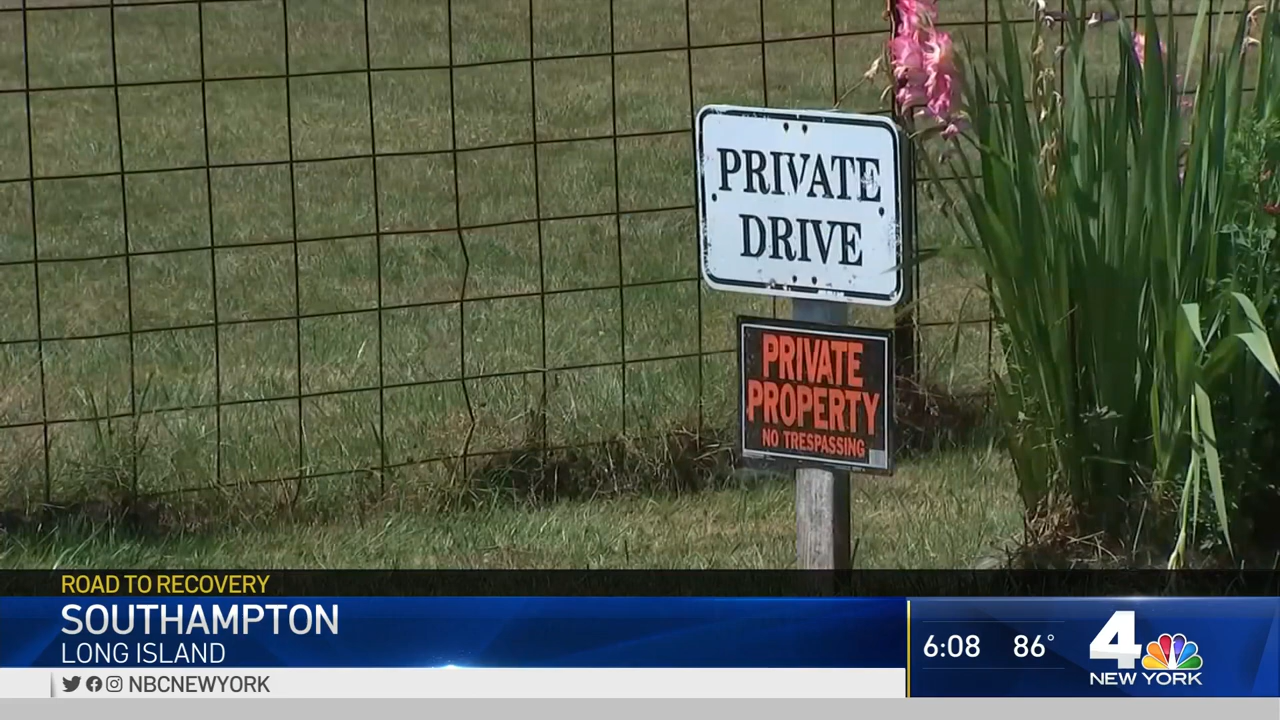 PRIVATE
DRIVE
PRIVATE
PROPERTY
NO TRESPASSING
ROAD TO RECOVERY
SOUTHAMPTON
LONG ISLAND
6:08 86°
4
NEW YORK
NBCNEWYORK